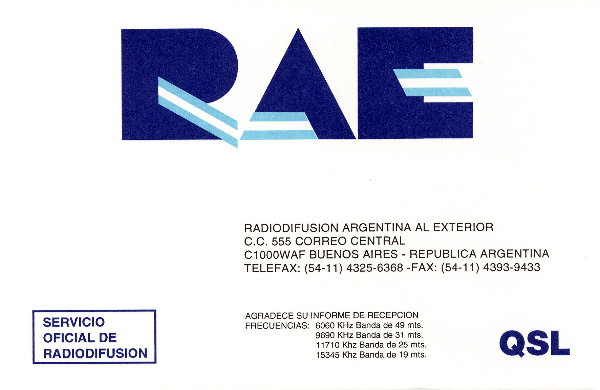 RAE
RADIODIFUSION ARGENTINA AL EXTERIOR
C.C. 555 CORREO CENTRAL
C1000WAF BUENOS AIRES - REPUBLICA ARGENTINA
TELEFAX: (54-11) 4325-6368 -FAX: (54-11) 4393-9433
AGRADECE SU INFORME DE RECEPCION
FRECUENCIAS: 6060 KHz Banda de 49 mts.
9690 KHz Banda de 31 mts.
11710 Khz Banda de 25 mts.
15345 Khz Banda de 19 mts.
SERVICIO
OFICIAL DE
RADIODIFUSION
QSL